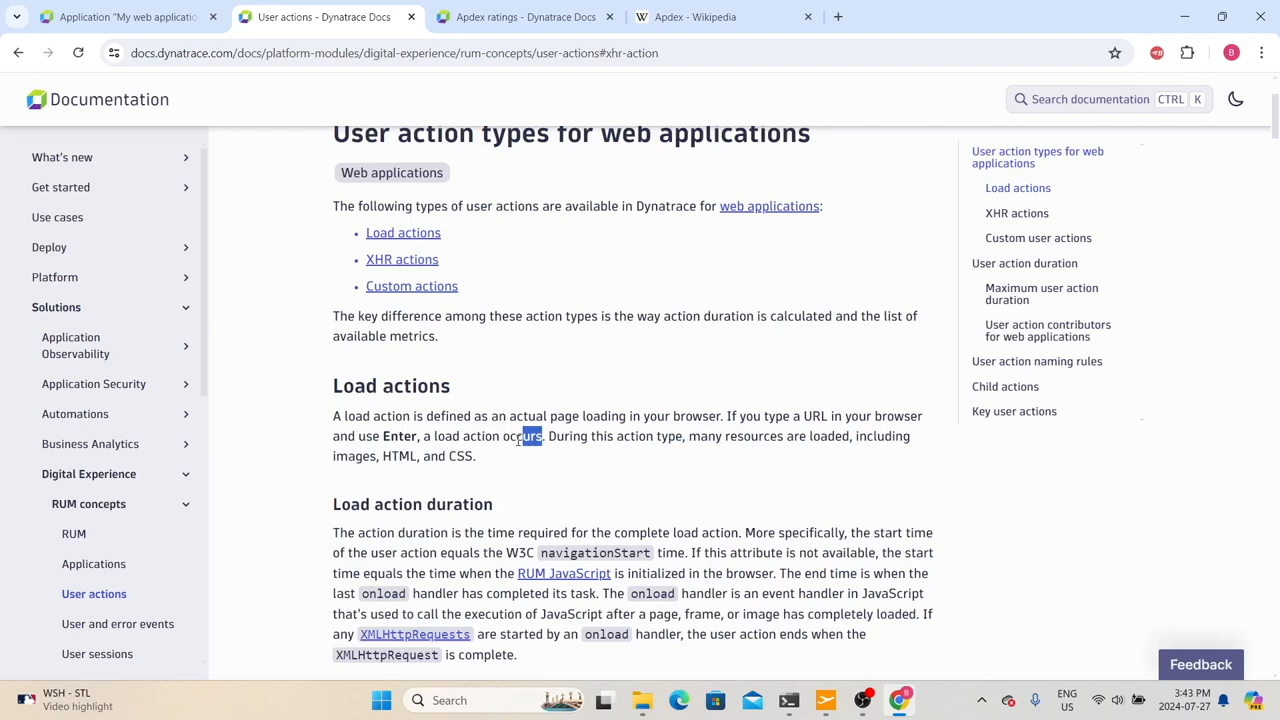 Application "My web applicatio
User actions - Dynatrace Docs
Apdex ratings - Dynatrace Docs
W Apdex - Wikipedia
docs.dynatrace.com/docs/platform-modules/digital-experience/rum-concepts/user-actions#xhr-action
B
Documentation
Search documentation CTRL K
What's new
Get started
Use cases
Deploy
Platform
Solutions
Application
Observability
Application Security
Automations
Business Analytics
Digital Experience
RUM concepts
RUM
Applications
User actions
User and error events
User sessions
User action types for web applications
Web applications
The following types of user actions are available in Dynatrace for web applications:
• Load actions
• XHR actions
• Custom actions
The key difference among these action types is the way action duration is calculated and the list of
available metrics.
Load actions
A load action is defined as an actual page loading in your browser. If you type a URL in your browser
and use Enter, a load action occurs. During this action type, many resources are loaded, including
images, HTML, and CSS.
Load action duration
The action duration is the time required for the complete load action. More specifically, the start time
of the user action equals the W3C navigationStart time. If this attribute is not available, the start
time equals the time when the RUM JavaScript is initialized in the browser. The end time is when the
last onload handler has completed its task. The onload handler is an event handler in JavaScript
that's used to call the execution of JavaScript after a page, frame, or image has completely loaded. If
any XMLHttpRequests are started by an onload handler, the user action ends when the
XMLHttpRequest is complete.
User action types for web
applications
Load actions
XHR actions
Custom user actions
User action duration
Maximum user action
duration
User action contributors
for web applications
User action naming rules
Child actions
Key user actions
Feedback
WSH - STL
Video highlight
Search
B
ENG
US
3:43 PM
2024-07-27
PRE